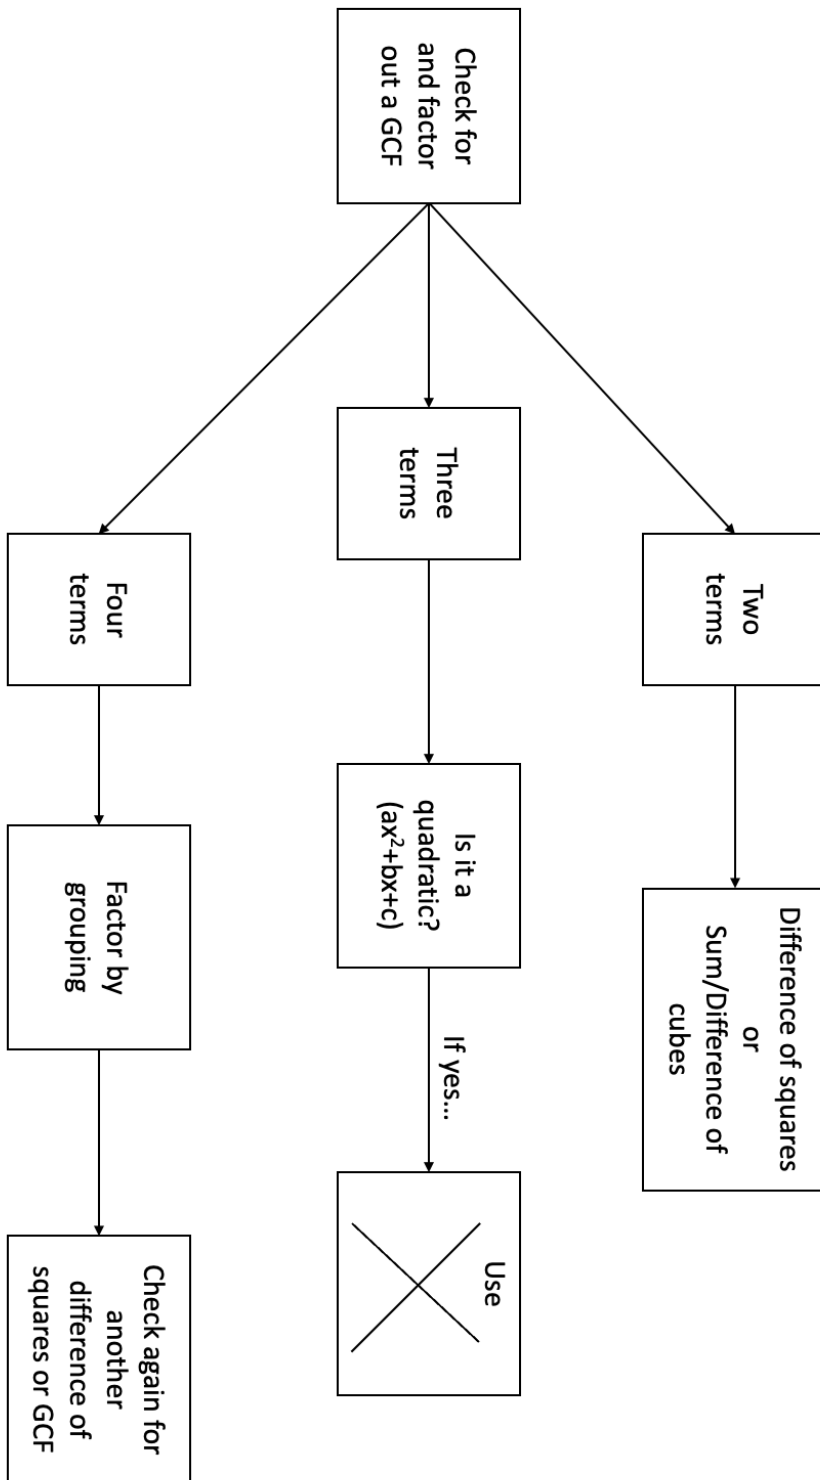 Check for
and factor
out a GCF
Two
terms
Difference of squares
or
Sum/Difference of
cubes
Three
terms
Is it a
quadratic?
(ax²+bx+c)
If yes...
Use
Four
terms
Factor by
grouping
Check again for
another
difference of
squares or GCF